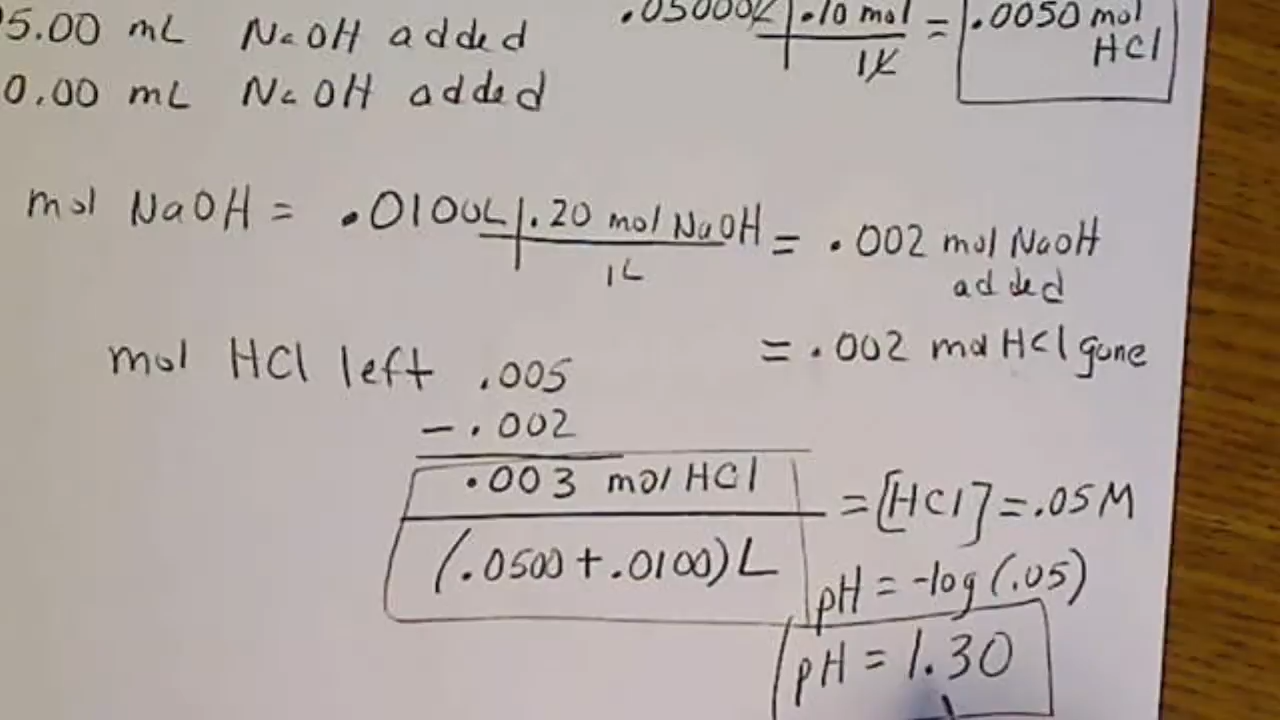 5.00 mL NaOH added
.05000L | .10 mol = .0050 mol HCl
1L
0.00 mL NaOH added
mol NaOH = .0100L | .20 mol NaOH = .002 mol NaOH
1L
added
= .002 mol HCl gone
mol HCl left .005
- .002
.003 mol HCl
(.0500 + .0100) L
= [HCl] = .05 M
pH = -log (.05)
pH = 1.30